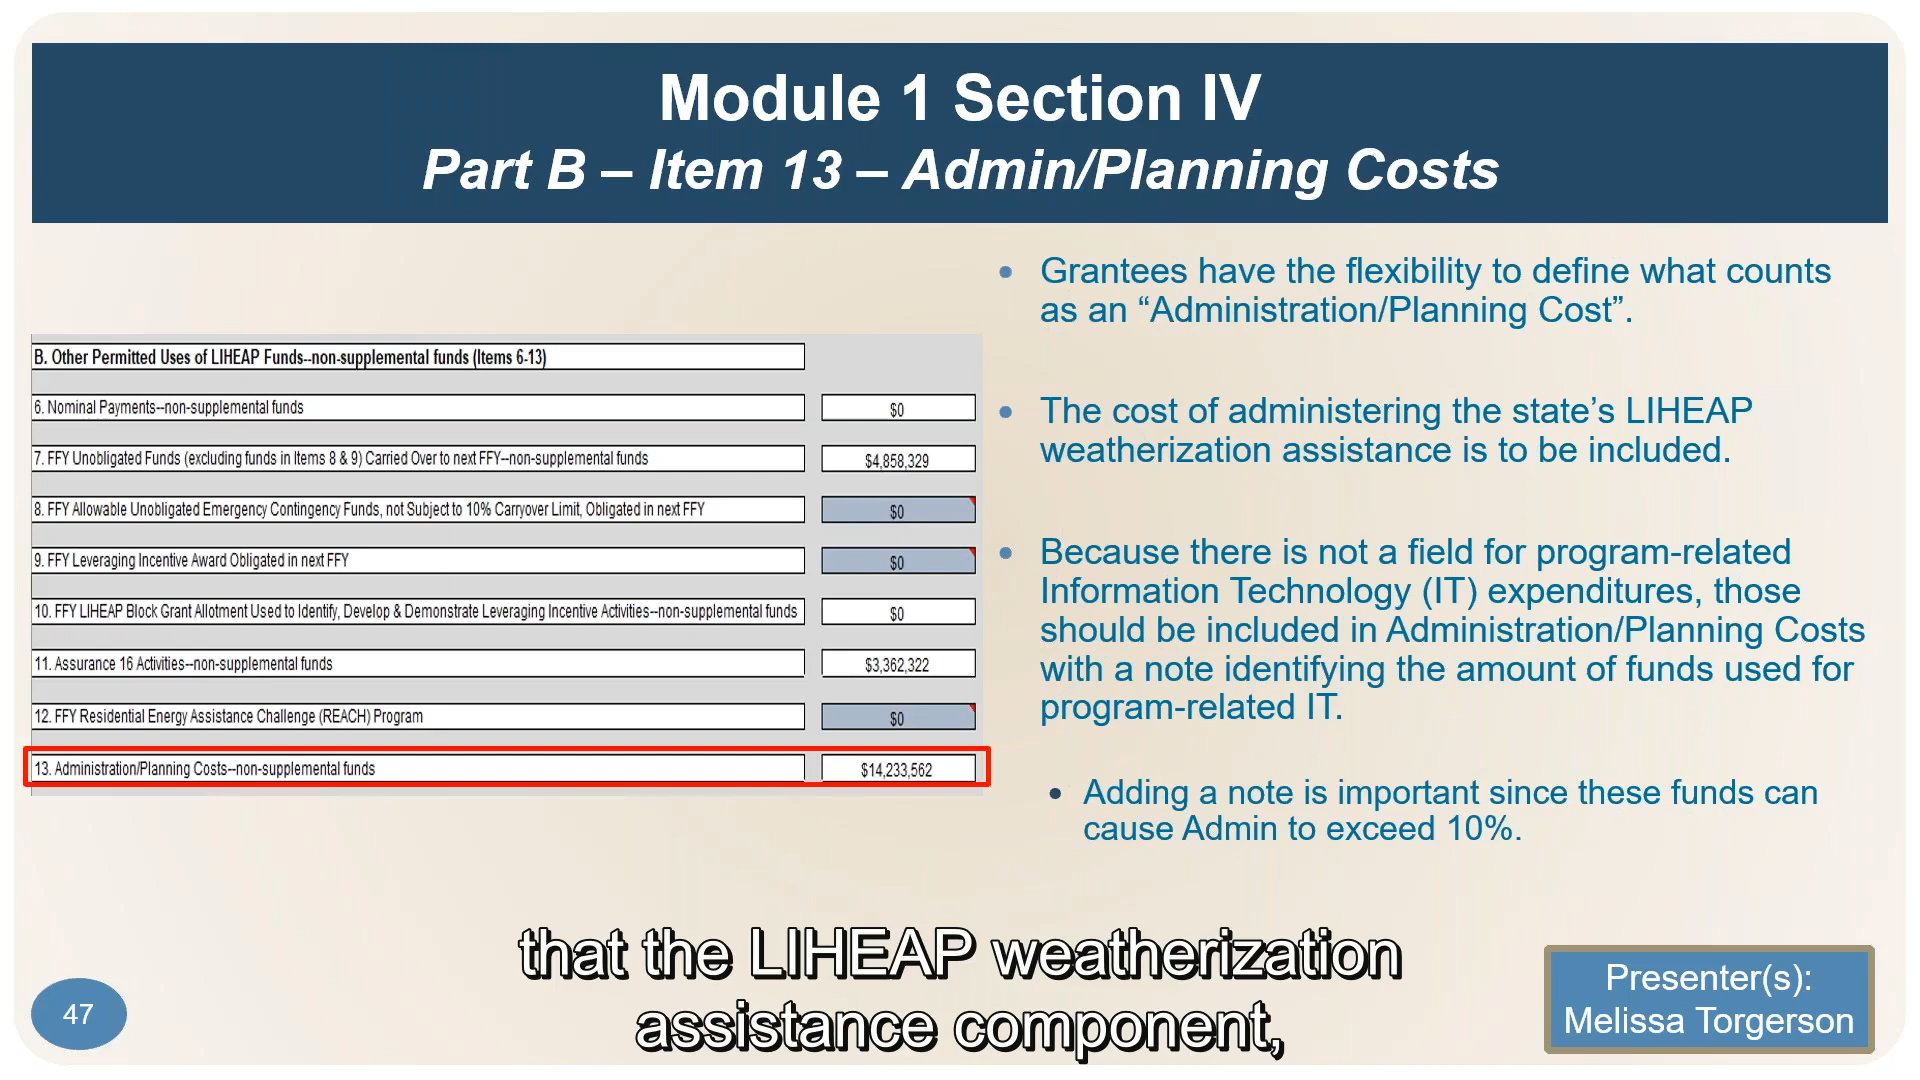 Module 1 Section IV
Part B – Item 13 – Admin/Planning Costs
B. Other Permitted Uses of LIHEAP Funds--non-supplemental funds (Items 6-13)
6. Nominal Payments--non-supplemental funds $0
7. FFY Unobligated Funds (excluding funds in Items 8 & 9) Carried Over to next FFY--non-supplemental funds $4,858,329
8. FFY Allowable Unobligated Emergency Contingency Funds, not Subject to 10% Carryover Limit, Obligated in next FFY $0
9. FFY Leveraging Incentive Award Obligated in next FFY $0
10. FFY LIHEAP Block Grant Allotment Used to Identify, Develop & Demonstrate Leveraging Incentive Activities--non-supplemental funds $0
11. Assurance 16 Activities--non-supplemental funds $3,362,322
12. FFY Residential Energy Assistance Challenge (REACH) Program $0
13. Administration/Planning Costs--non-supplemental funds $14,233,562
• Grantees have the flexibility to define what counts
as an “Administration/Planning Cost”.
• The cost of administering the state’s LIHEAP
weatherization assistance is to be included.
• Because there is not a field for program-related
Information Technology (IT) expenditures, those
should be included in Administration/Planning Costs
with a note identifying the amount of funds used for
program-related IT.
• Adding a note is important since these funds can
cause Admin to exceed 10%.
that the LIHEAP weatherization
assistance component,
47
Presenter(s):
Melissa Torgerson